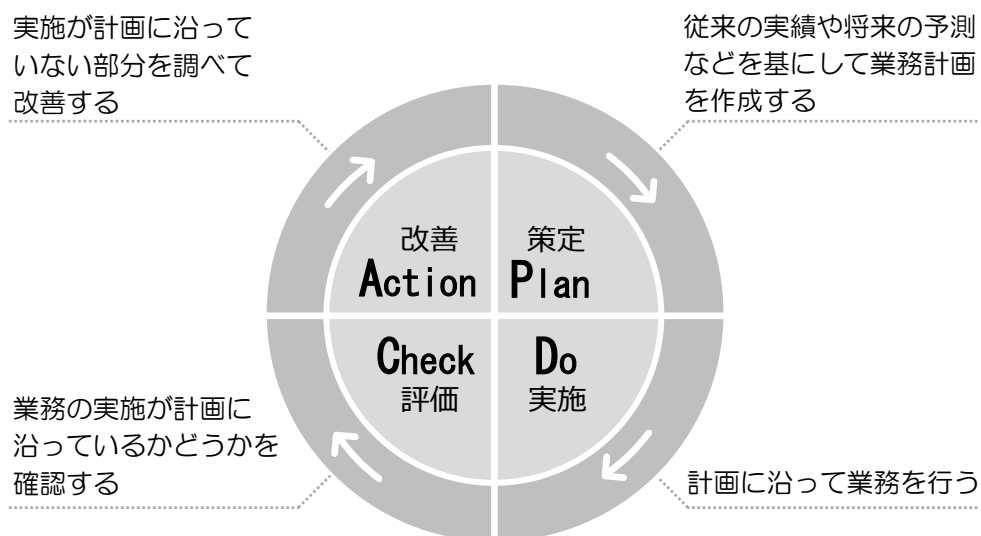 実施が計画に沿って
いない部分を調べて
改善する
従来の実績や将来の予測
などを基にして業務計画
を作成する
改善
Action
策定
Plan
Check
評価
Do
実施
業務の実施が計画に
沿っているかどうかを
確認する
計画に沿って業務を行う